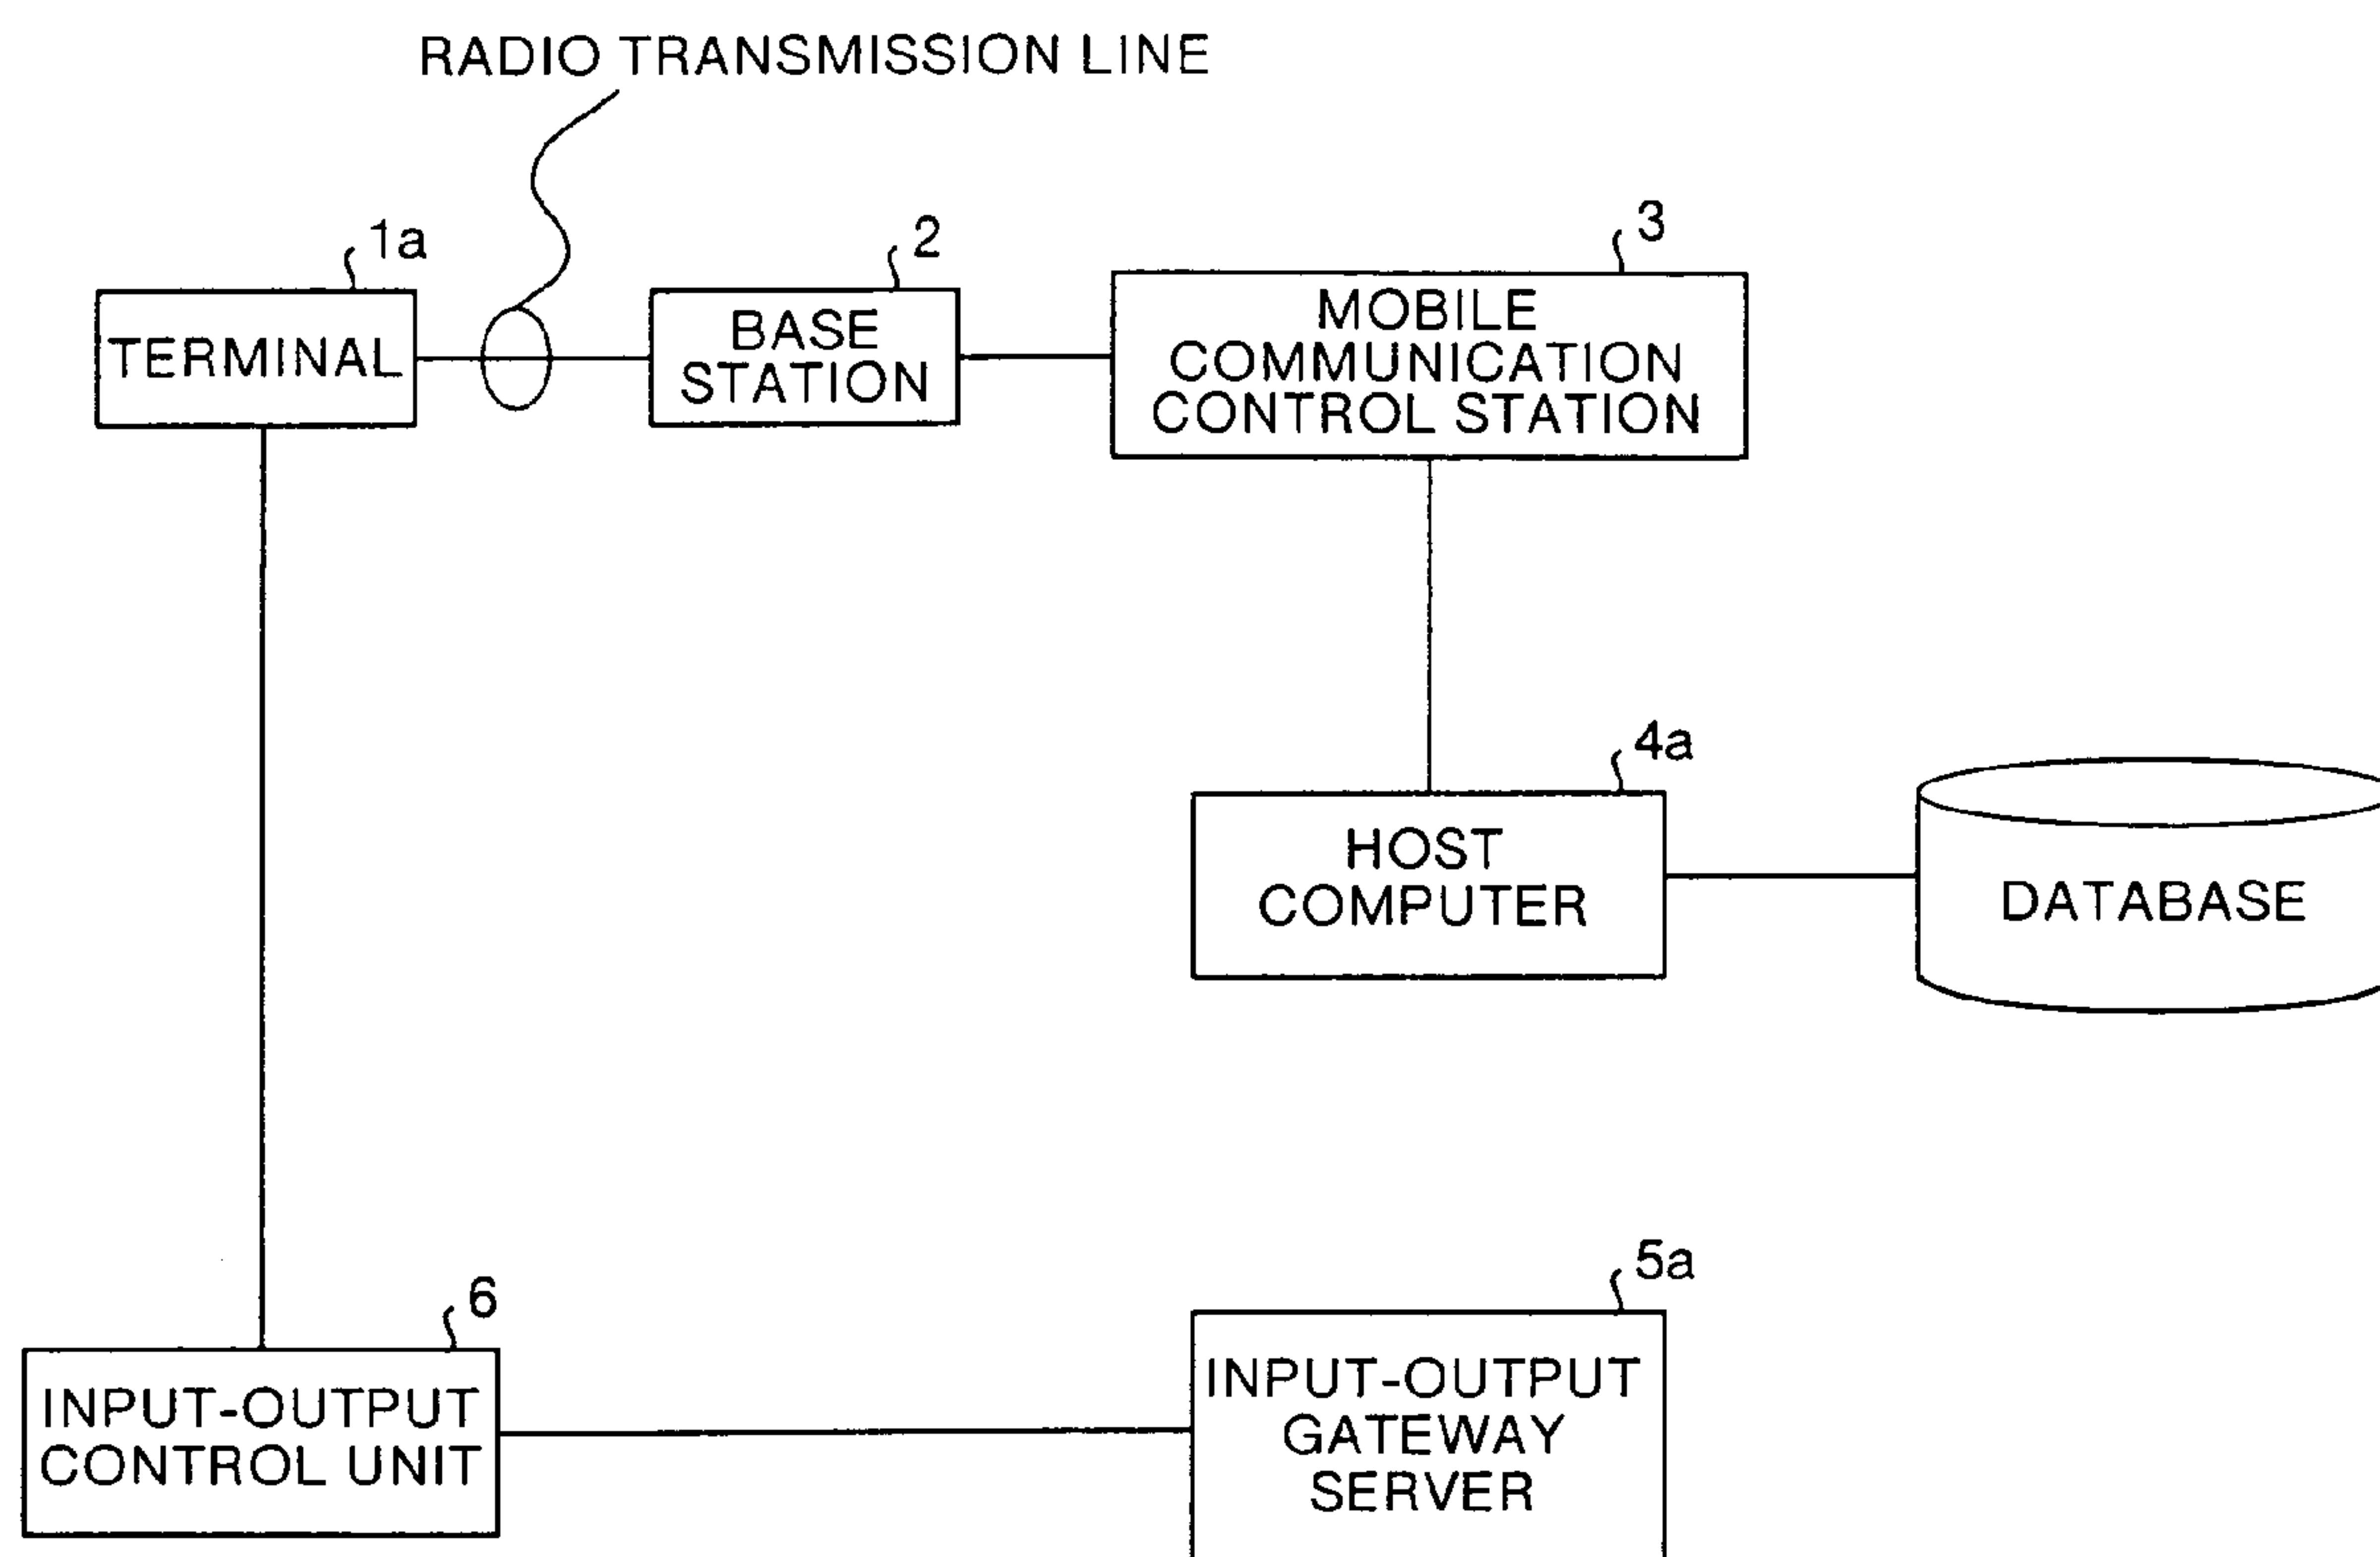 RADIO TRANSMISSION LINE
1a
2
3
TERMINAL
BASE
STATION
MOBILE
COMMUNICATION
CONTROL STATION
4a
HOST
COMPUTER
DATABASE
5a
6
INPUT-OUTPUT
CONTROL UNIT
INPUT-OUTPUT
GATEWAY
SERVER